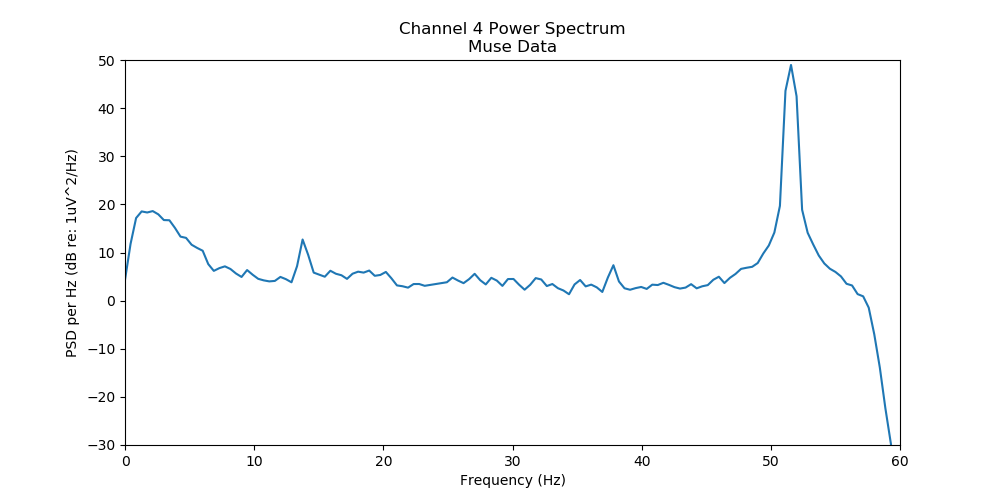 Channel 4 Power Spectrum
Muse Data
PSD per Hz (dB re: 1uV^2/Hz)
50
40
30
20
10
0
−10
−20
−30
0 10 20 30 40 50 60
Frequency (Hz)